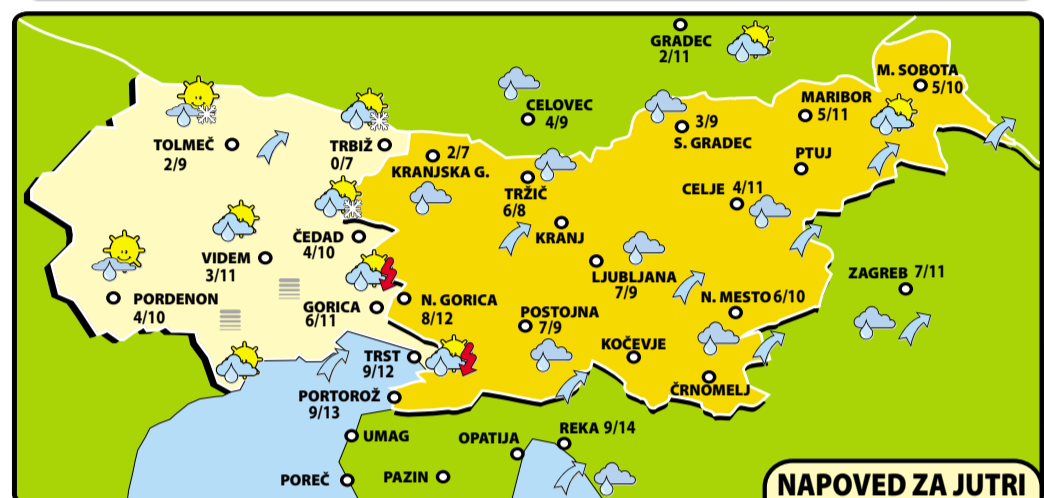 GRADEC
2/11
M. SOBOTA
5/10
CELOVEC
4/9
MARIBOR
5/11
3/9
S. GRADEC
TOLMEČ
2/9
TRBIŽ
0/7
2/7
KRANJSKA G.
PTUJ
TRŽIČ
6/8
CELJE 4/11
KRANJ
ČEDAD
4/10
VIDEM
3/11
LJUBLJANA
7/9
ZAGREB 7/11
PORDENON
4/10
GORICA
6/11
N. GORICA
8/12
N. MESTO 6/10
POSTOJNA
7/9
KOČEVJE
TRST
9/12
ČRNOMELJ
PORTOROŽ
9/13
UMAG
OPATIJA
REKA 9/14
POREČ
PAZIN
NAPOVED ZA JUTRI